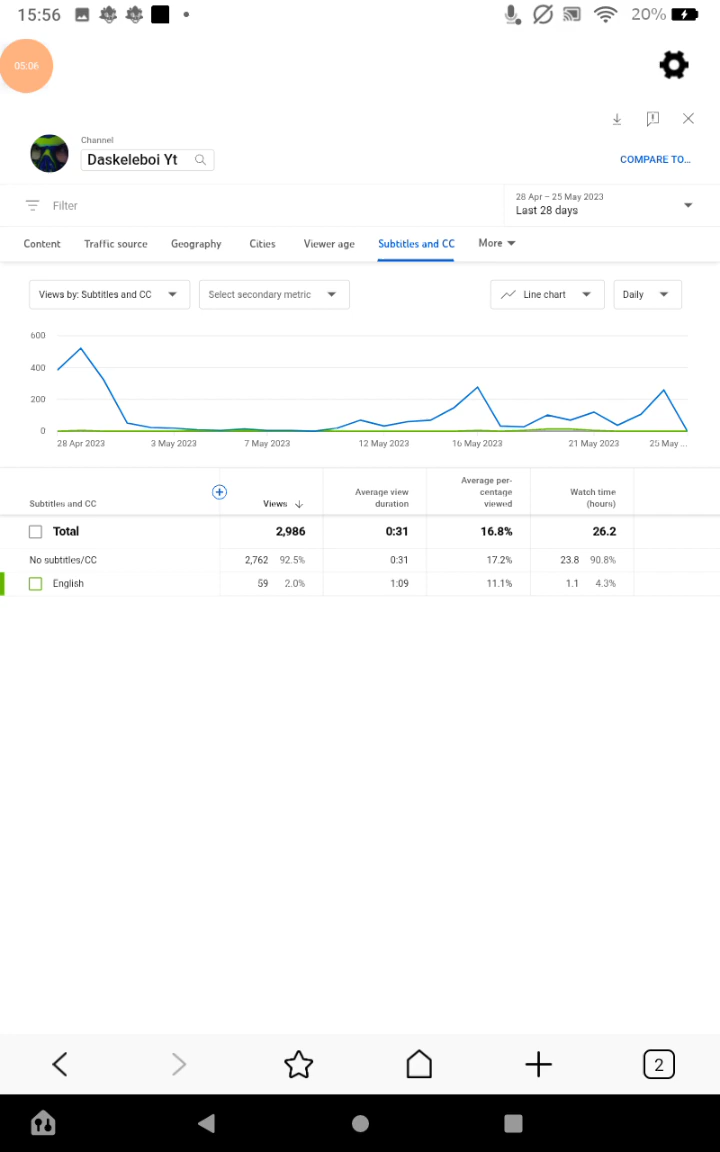 15:56
20%
05:06
Channel
Daskeleboi Yt
COMPARE TO...
Filter
28 Apr – 25 May 2023
Last 28 days
Content Traffic source Geography Cities Viewer age Subtitles and CC More
Views by: Subtitles and CC Select secondary metric Line chart Daily
600
400
200
0
28 Apr 2023 3 May 2023 7 May 2023 12 May 2023 16 May 2023 21 May 2023 25 May ...
Subtitles and CC Views Average view duration Average per-
centage
viewed Watch time (hours)
Total 2,986 0:31 16.8% 26.2
No subtitles/CC 2,762 92.5% 0:31 17.2% 23.8 90.8%
English 59 2.0% 1:09 11.1% 1.1 4.3%
2